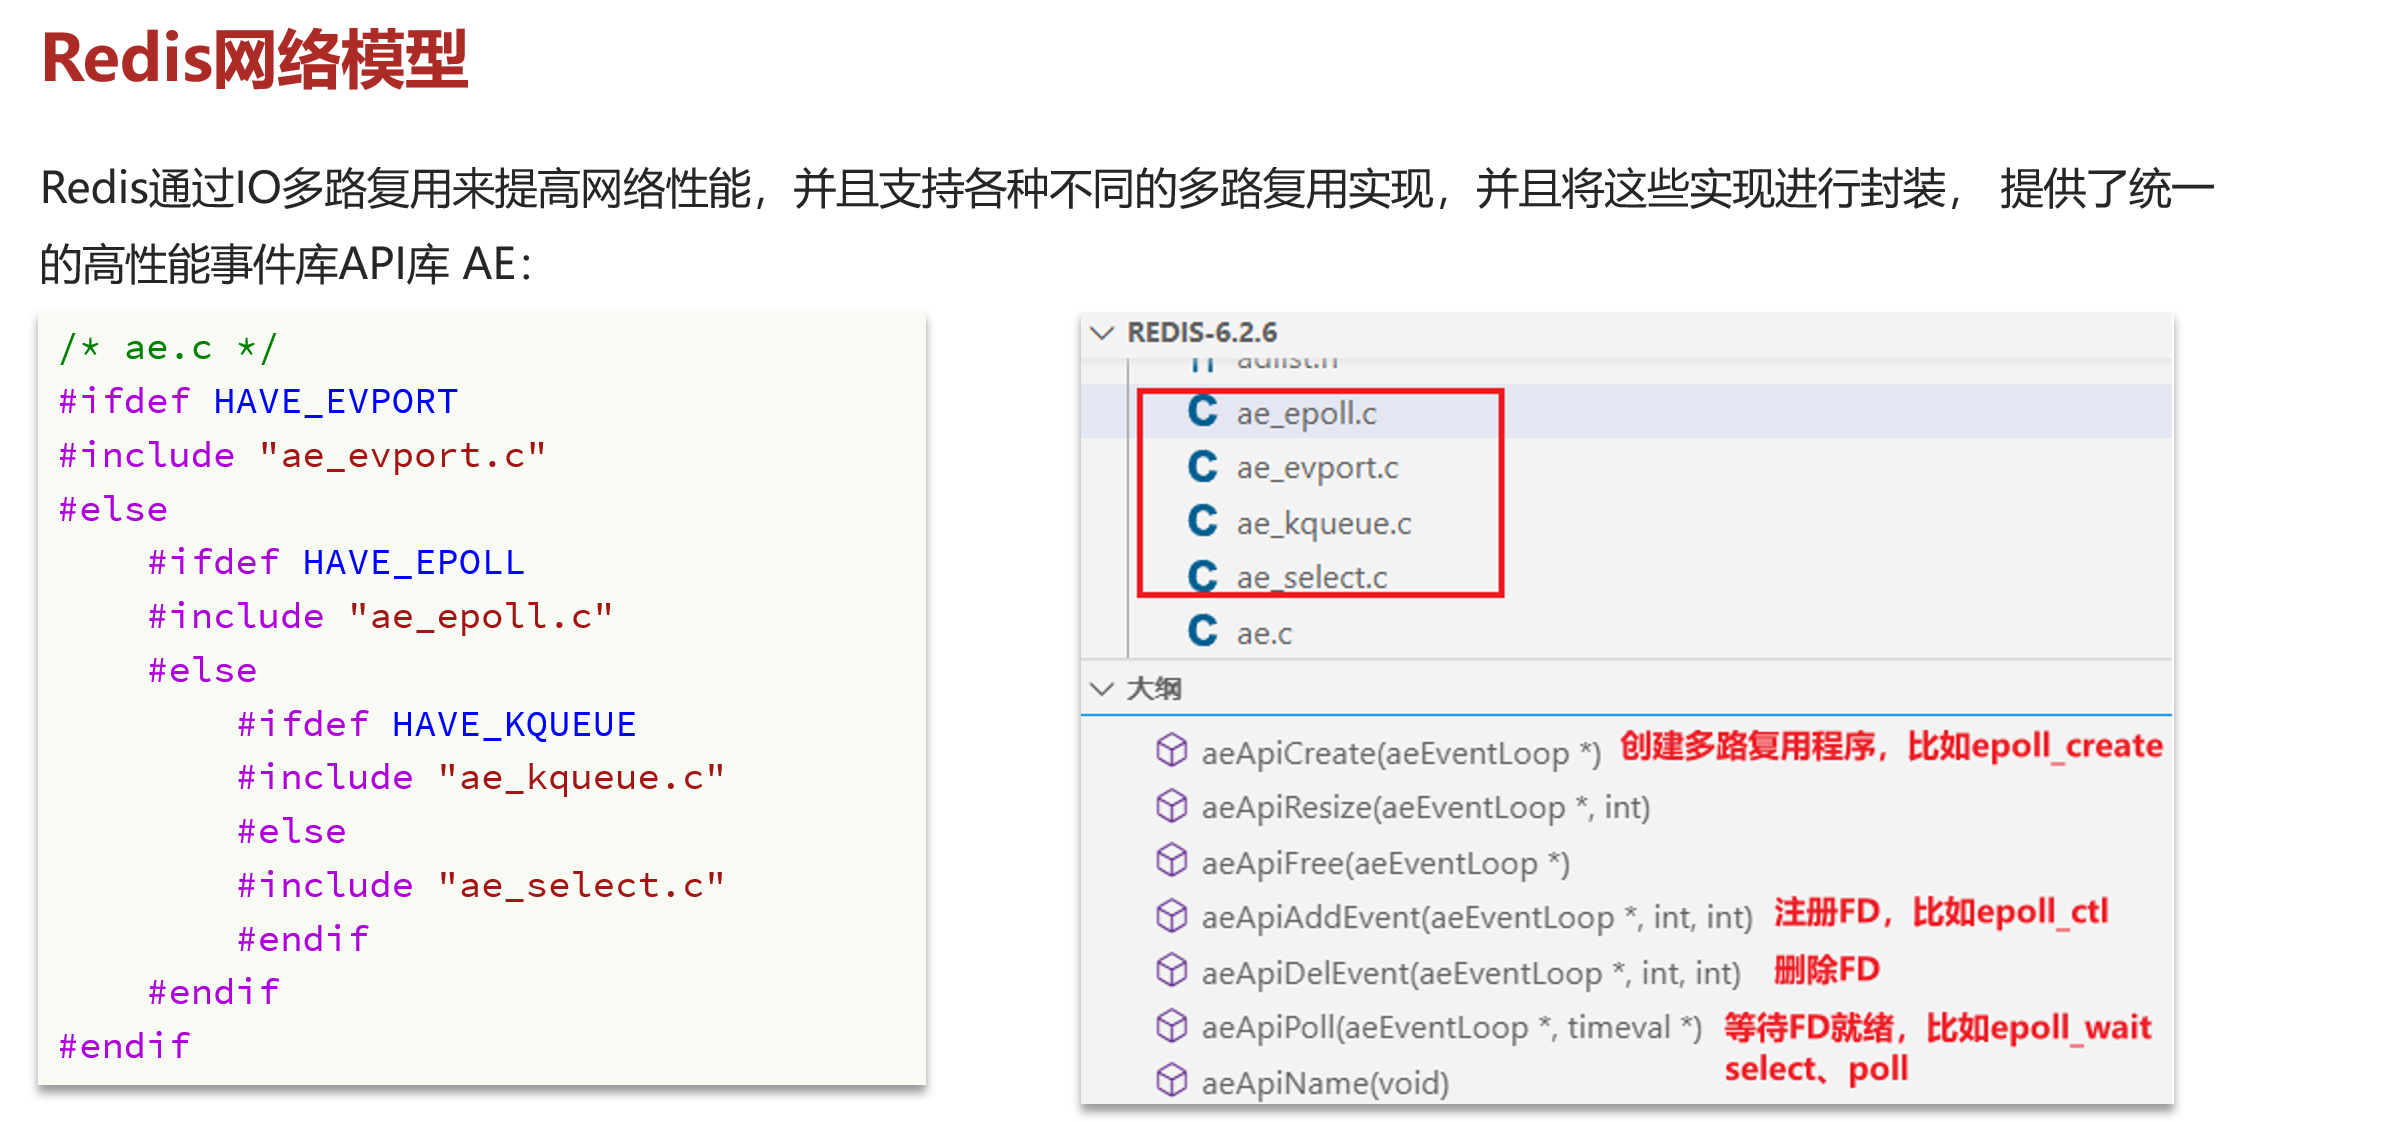 Redis网络模型
Redis通过IO多路复用来提高网络性能，并且支持各种不同的多路复用实现，并且将这些实现进行封装， 提供了统一
的高性能事件库API库 AE：
/* ae.c */
#ifdef HAVE_EVPORT
#include "ae_evport.c"
#else
    #ifdef HAVE_EPOLL
    #include "ae_epoll.c"
    #else
        #ifdef HAVE_KQUEUE
        #include "ae_kqueue.c"
        #else
        #include "ae_select.c"
        #endif
    #endif
#endif
REDIS-6.2.6
adlist.h
C ae_epoll.c
C ae_evport.c
C ae_kqueue.c
C ae_select.c
C ae.c
大纲
aeApiCreate(aeEventLoop *) 创建多路复用程序，比如epoll_create
aeApiResize(aeEventLoop *, int)
aeApiFree(aeEventLoop *)
aeApiAddEvent(aeEventLoop *, int, int) 注册FD，比如epoll_ctl
aeApiDelEvent(aeEventLoop *, int, int) 删除FD
aeApiPoll(aeEventLoop *, timeval *) 等待FD就绪，比如epoll_wait
select、poll
aeApiName(void)